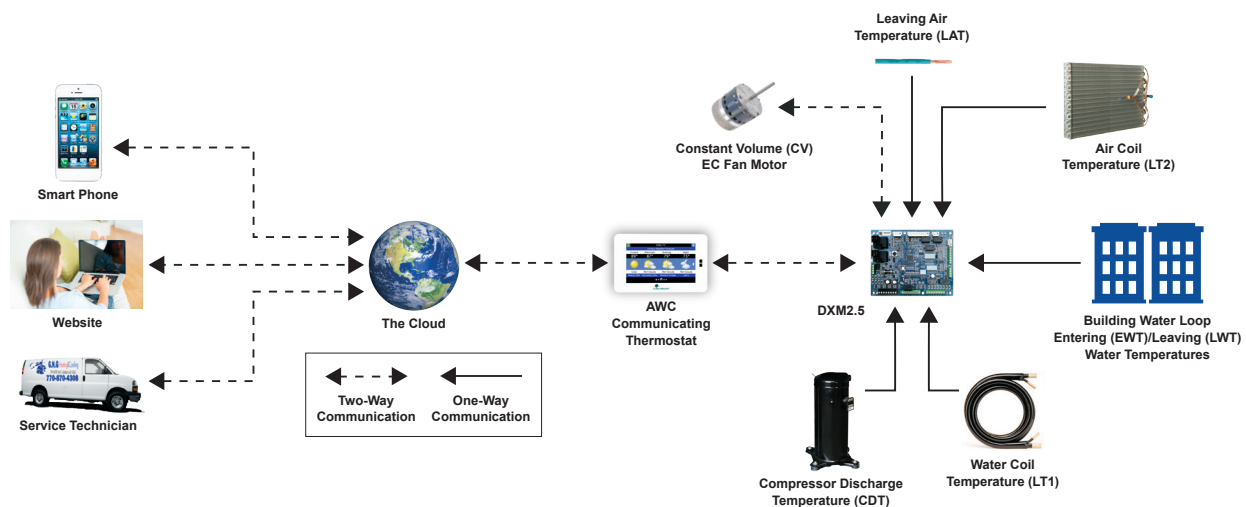 Leaving Air
Temperature (LAT)
Constant Volume (CV)
EC Fan Motor
Air Coil
Temperature (LT2)
Smart Phone
Website
The Cloud
AWC
Communicating
Thermostat
DXM2.5
Building Water Loop
Entering (EWT)/Leaving (LWT)
Water Temperatures
770-670-4308
Service Technician
Two-Way
Communication
One-Way
Communication
Compressor Discharge
Temperature (CDT)
Water Coil
Temperature (LT1)